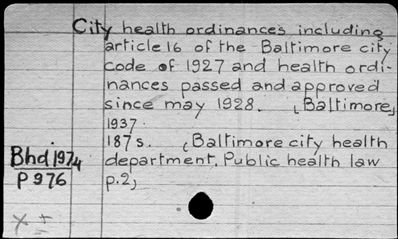 City health ordinances including
article 16 of the Baltimore city
code of 1927 and health ordi-
nances passed and approved
since may 1928. (Baltimore,
1937.
187 s. (Baltimore city health
department, Public health law
p.2)
Bhd 1974
P 976
x +